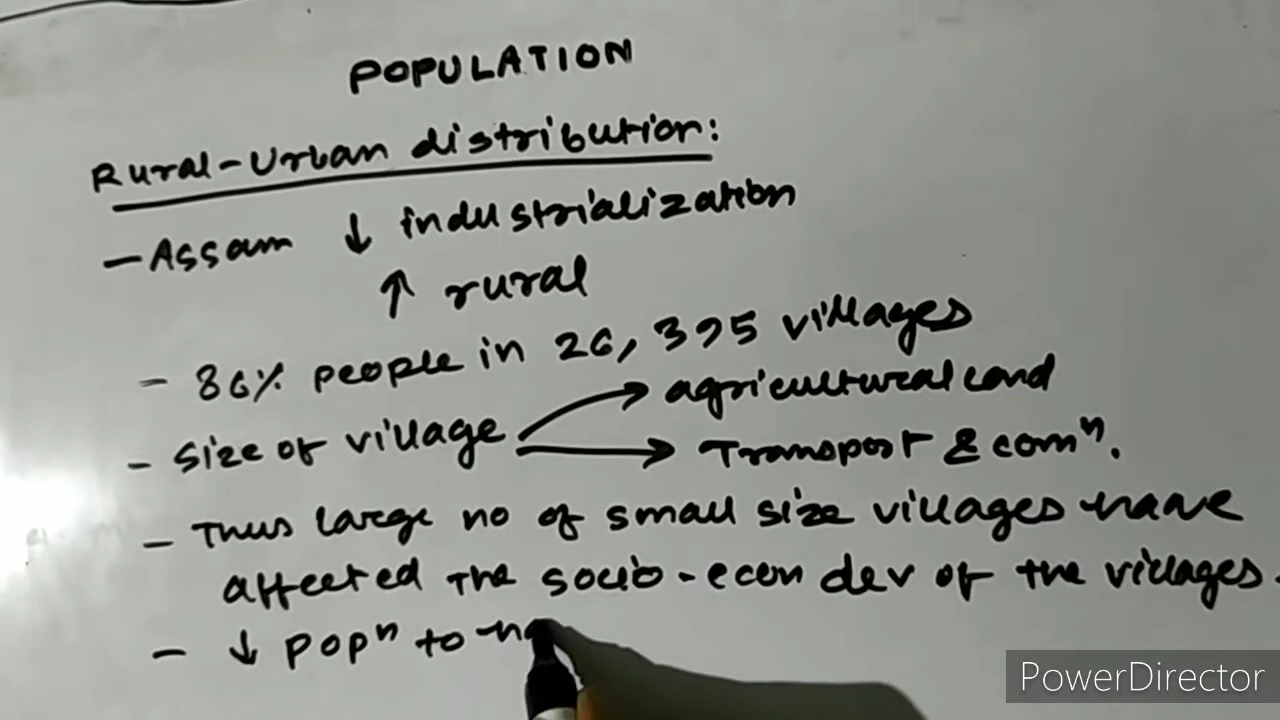 POPULATION
Rural-Urban distribution:
- Assam ↓ industrialization
↑ rural
- 86% people in 26,395 villages
- Size of village → agricultural land
→ Transport & comⁿ.
- Thus large no of small size villages have
affected the socio-econ dev of the villages.
- ↓ popⁿ to
PowerDirector